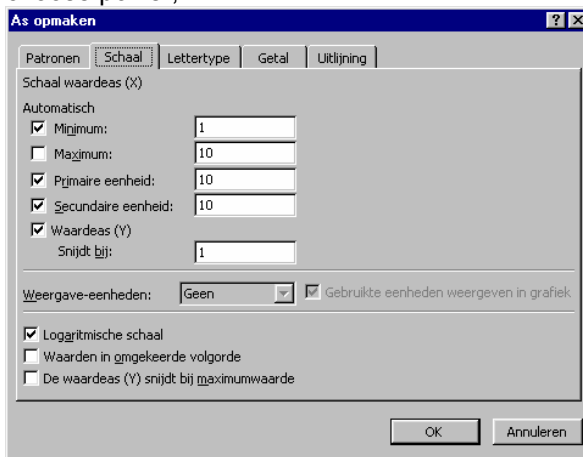 As opmaken
Patronen Schaal Lettertype Getal Uitlijning
Schaal waardeas (X)
Automatisch
Minimum: 1
Maximum: 10
Primaire eenheid: 10
Secundaire eenheid: 10
Waardeas (Y)
Snijdt bij: 1
Weergave-eenheden: Geen Gebruikte eenheden weergeven in grafiek
Logaritmische schaal
Waarden in omgekeerde volgorde
De waardeas (Y) snijdt bij maximumwaarde
OK Annuleren